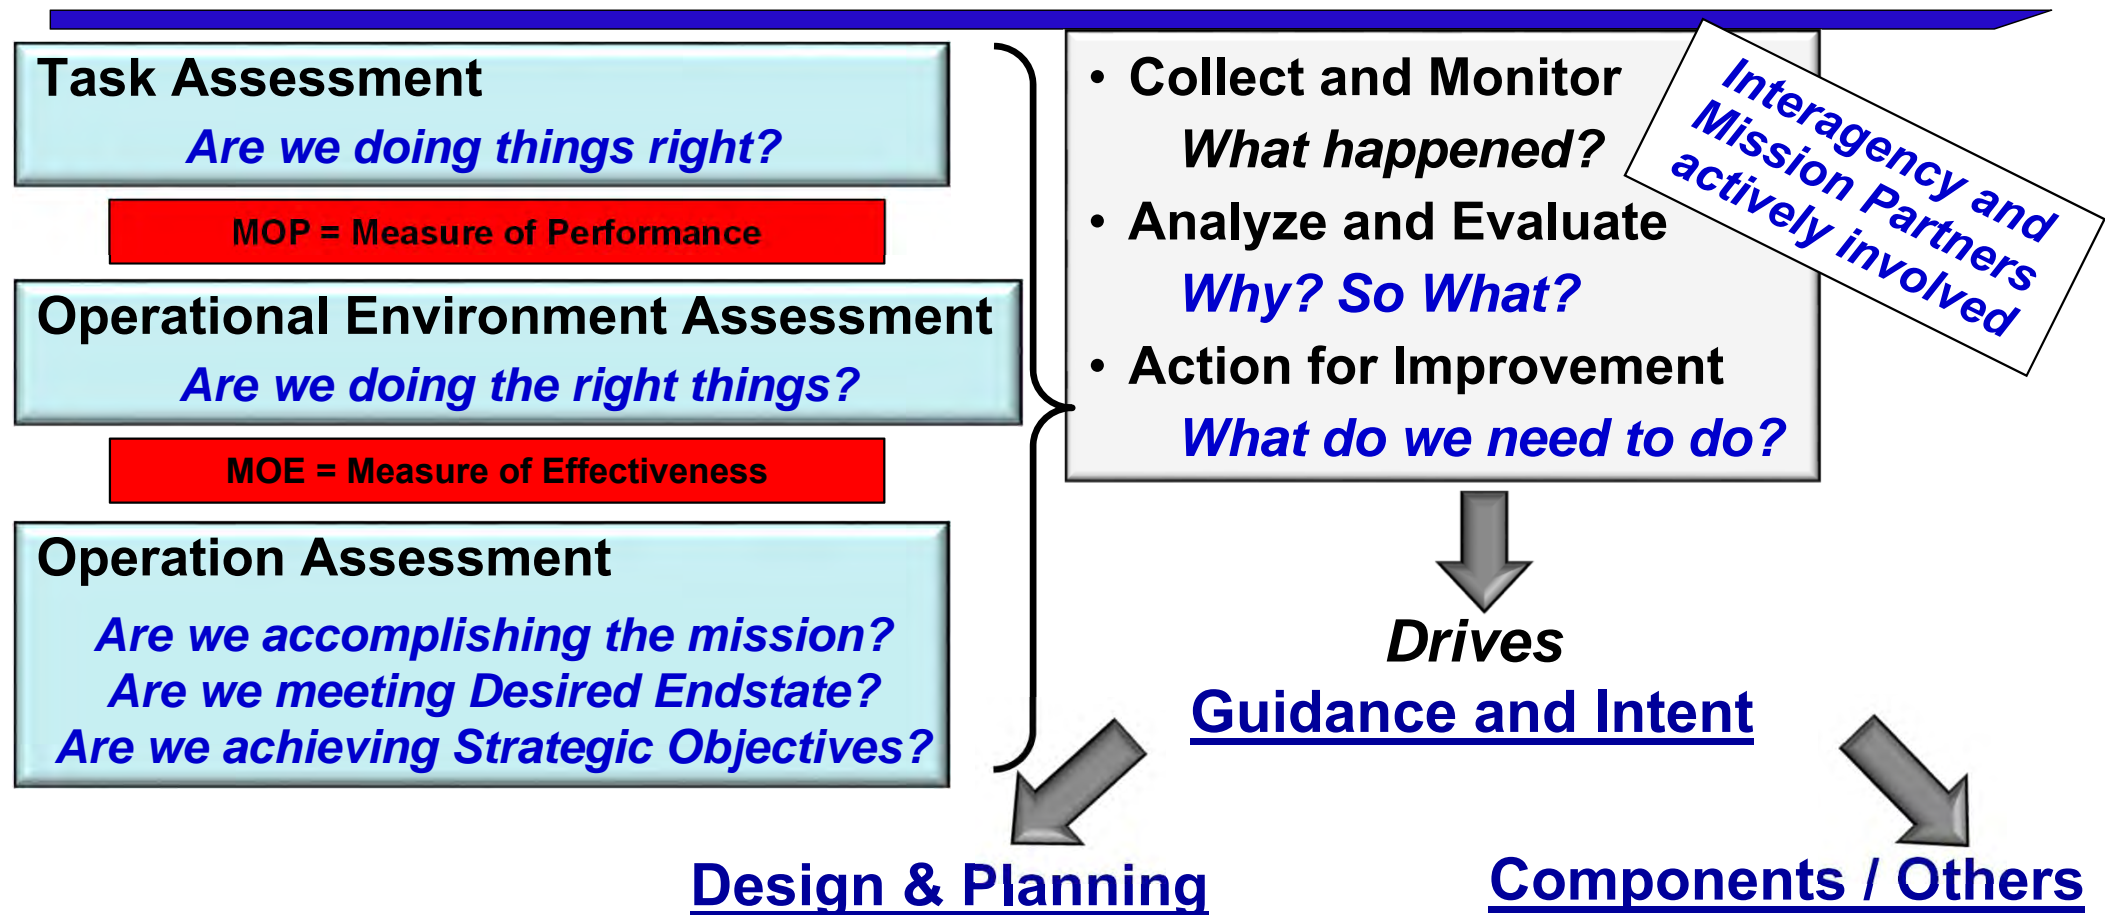 Task Assessment
Are we doing things right?
MOP = Measure of Performance
Operational Environment Assessment
Are we doing the right things?
MOE = Measure of Effectiveness
Operation Assessment
Are we accomplishing the mission?
Are we meeting Desired Endstate?
Are we achieving Strategic Objectives?
• Collect and Monitor
What happened?
• Analyze and Evaluate
Why? So What?
• Action for Improvement
What do we need to do?
Interagency and
Mission Partners
actively involved
Drives
Guidance and Intent
Design & Planning
Components / Others